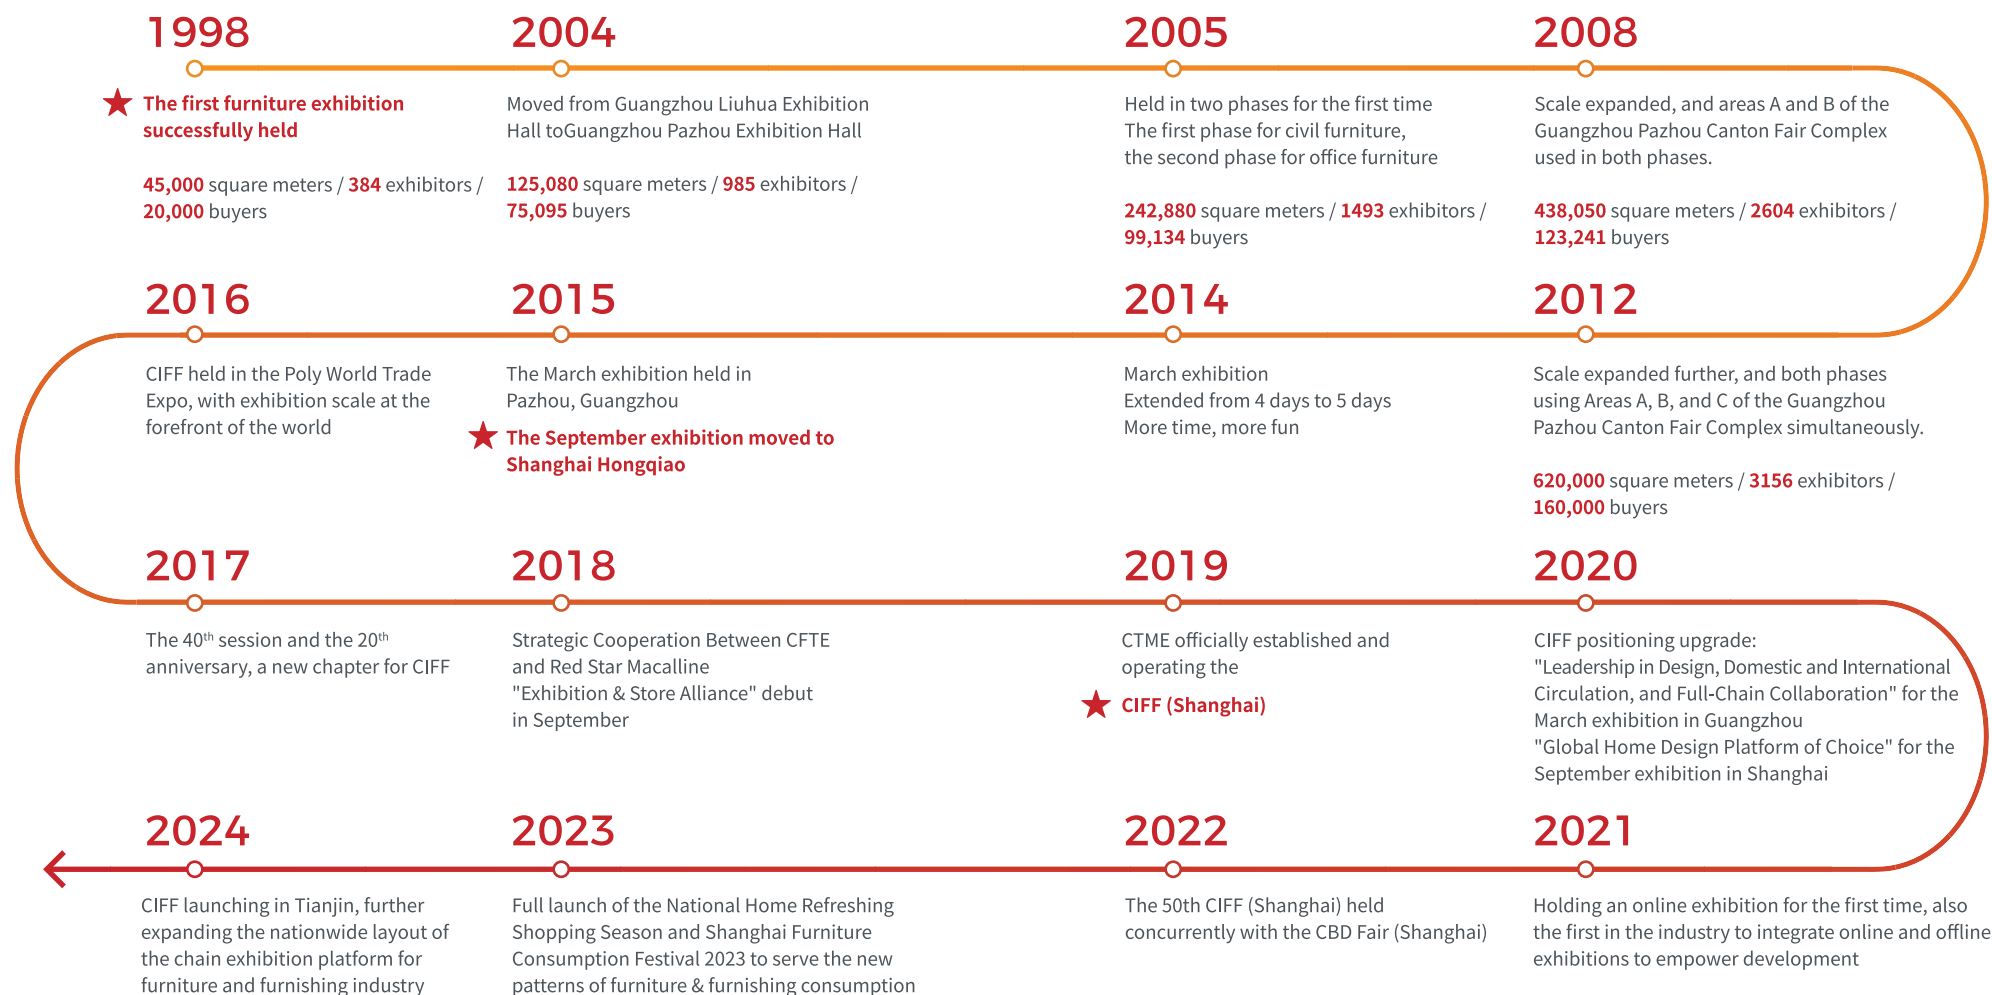 1998
The first furniture exhibition
successfully held
45,000 square meters / 384 exhibitors /
20,000 buyers
2004
Moved from Guangzhou Liuhua Exhibition
Hall toGuangzhou Pazhou Exhibition Hall
125,080 square meters / 985 exhibitors /
75,095 buyers
2005
Held in two phases for the first time
The first phase for civil furniture,
the second phase for office furniture
242,880 square meters / 1493 exhibitors /
99,134 buyers
2008
Scale expanded, and areas A and B of the
Guangzhou Pazhou Canton Fair Complex
used in both phases.
438,050 square meters / 2604 exhibitors /
123,241 buyers
2012
Scale expanded further, and both phases
using Areas A, B, and C of the Guangzhou
Pazhou Canton Fair Complex simultaneously.
620,000 square meters / 3156 exhibitors /
160,000 buyers
2014
March exhibition
Extended from 4 days to 5 days
More time, more fun
2015
The March exhibition held in
Pazhou, Guangzhou
The September exhibition moved to
Shanghai Hongqiao
2016
CIFF held in the Poly World Trade
Expo, with exhibition scale at the
forefront of the world
2017
The 40th session and the 20th
anniversary, a new chapter for CIFF
2018
Strategic Cooperation Between CFTE
and Red Star Macalline
"Exhibition & Store Alliance" debut
in September
2019
CTME officially established and
operating the
CIFF (Shanghai)
2020
CIFF positioning upgrade:
"Leadership in Design, Domestic and International
Circulation, and Full-Chain Collaboration" for the
March exhibition in Guangzhou
"Global Home Design Platform of Choice" for the
September exhibition in Shanghai
2021
Holding an online exhibition for the first time, also
the first in the industry to integrate online and offline
exhibitions to empower development
2022
The 50th CIFF (Shanghai) held
concurrently with the CBD Fair (Shanghai)
2023
Full launch of the National Home Refreshing
Shopping Season and Shanghai Furniture
Consumption Festival 2023 to serve the new
patterns of furniture & furnishing consumption
2024
CIFF launching in Tianjin, further
expanding the nationwide layout of
the chain exhibition platform for
furniture and furnishing industry